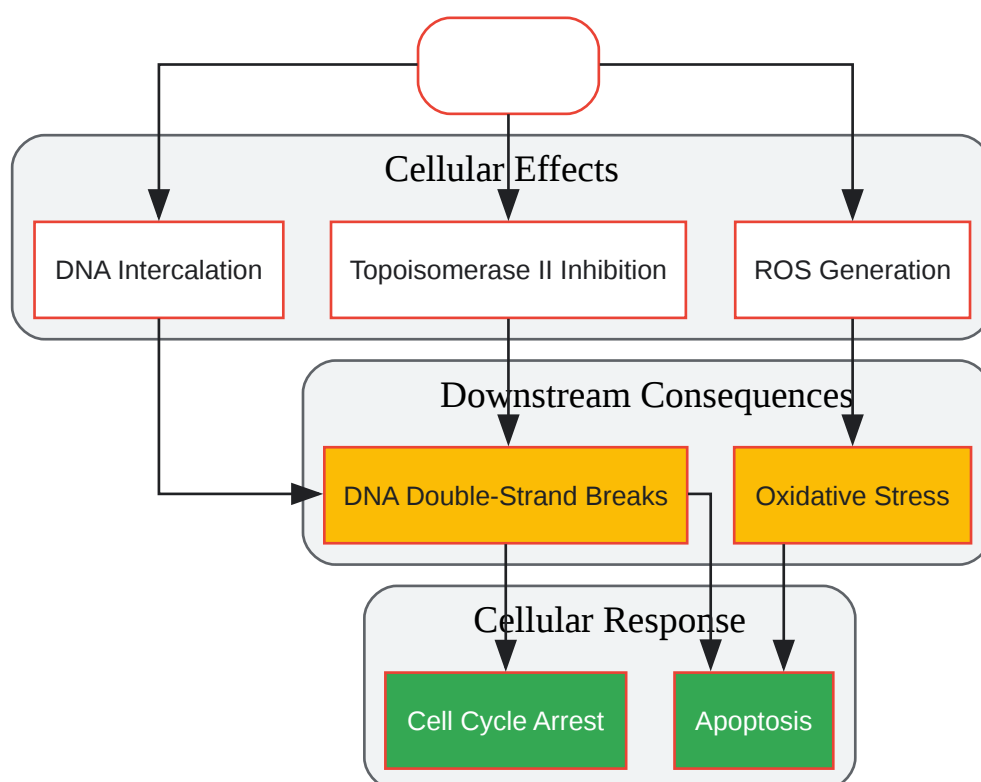 Cellular Effects
DNA Intercalation
Topoisomerase II Inhibition
ROS Generation
Downstream Consequences
DNA Double-Strand Breaks
Oxidative Stress
Cellular Response
Cell Cycle Arrest
Apoptosis